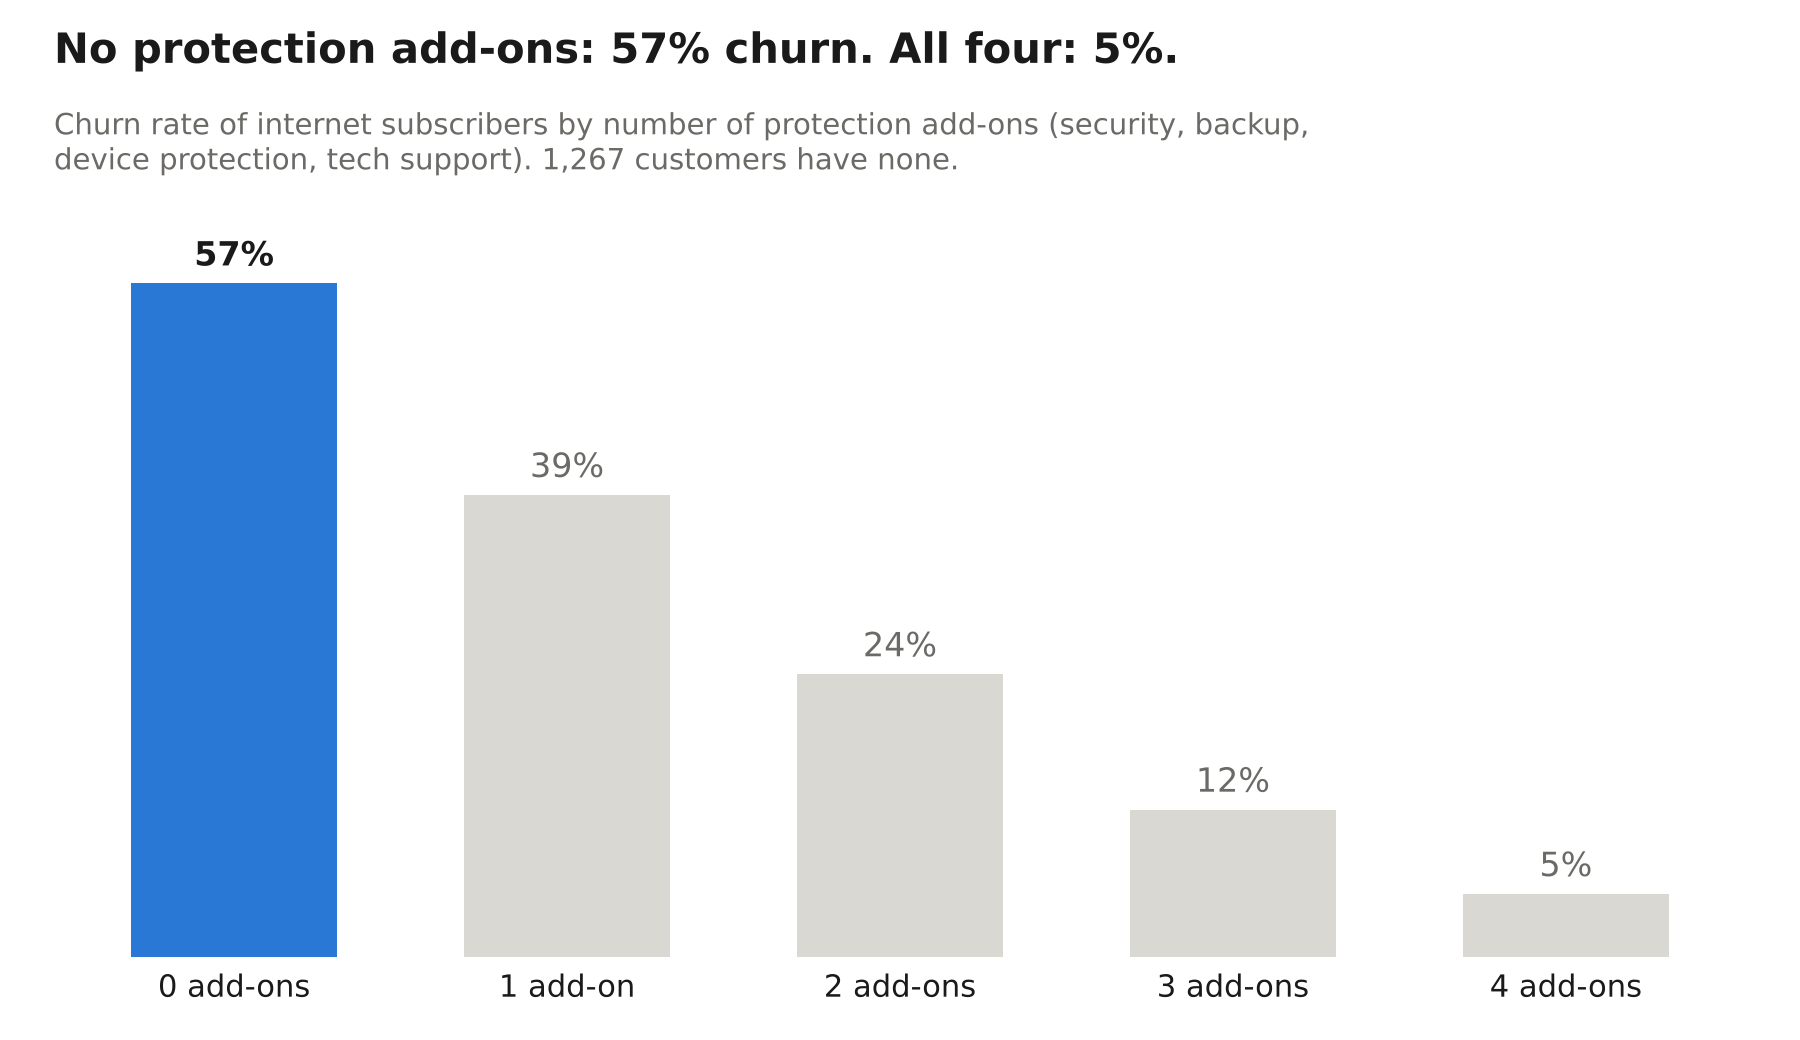 No protection add-ons: 57% churn. All four: 5%.
Churn rate of internet subscribers by number of protection add-ons (security, backup,
device protection, tech support). 1,267 customers have none.
57%
39%
24%
12%
5%
0 add-ons
1 add-on
2 add-ons
3 add-ons
4 add-ons